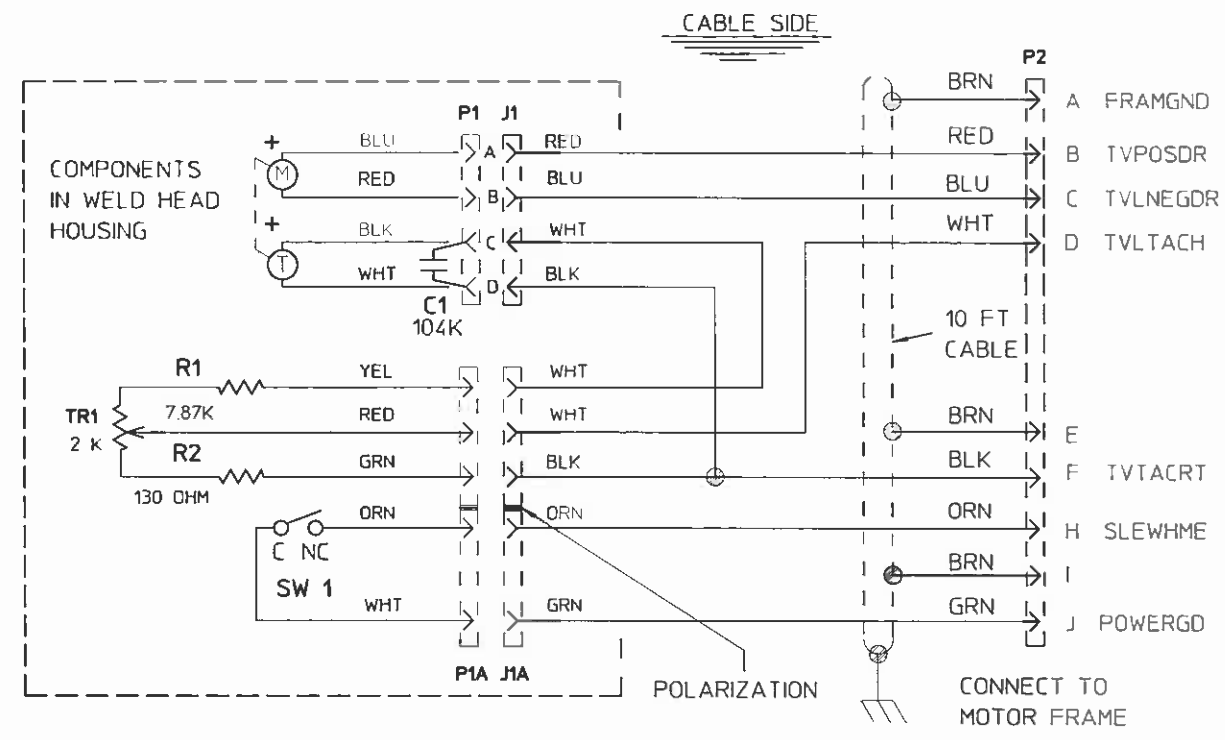 CABLE SIDE
P2
BRN
A FRAMGND
P1 J1
+
BLU
A
RED
RED
B TVPOSDR
COMPONENTS
IN WELD HEAD
HOUSING
M
RED
B
BLU
BLU
C TVLNEGDR
+
BLK
C
WHT
WHT
D TVLTACH
T
WHT
D
BLK
C1
104K
10 FT
CABLE
R1
YEL
WHT
TR1
2 K
7.87K
RED
WHT
BRN
E
R2
GRN
BLK
BLK
F TVTACRT
130 OHM
ORN
ORN
ORN
H SLEWHME
C NC
BRN
I
SW 1
WHT
GRN
GRN
J POWERGD
P1A J1A
POLARIZATION
CONNECT TO
MOTOR FRAME